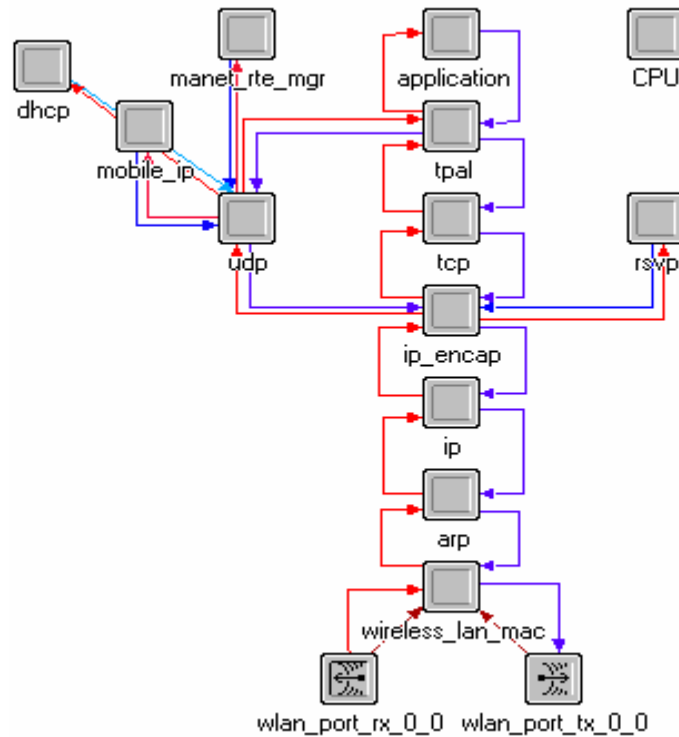 manet_rte_mgr
application
CPU
dhcp
mobile_ip
tpal
udp
tcp
rsvp
ip_encap
ip
arp
wireless_lan_mac
wlan_port_rx_0_0
wlan_port_tx_0_0